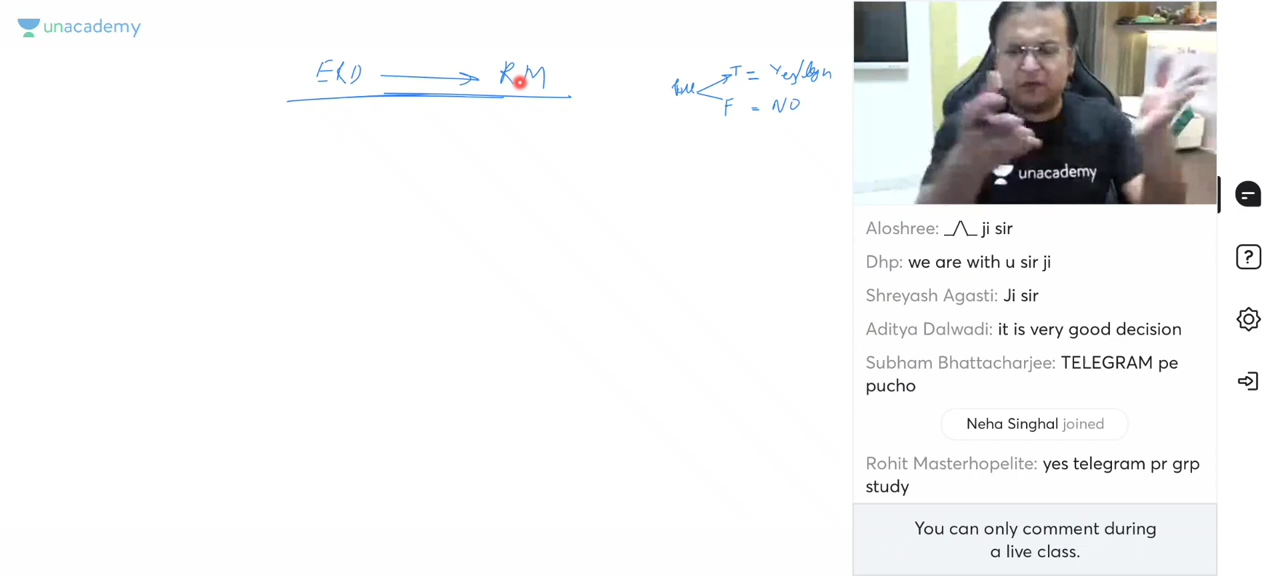 unacademy
ERD → RM
T = Yes/
F = NO
unacademy
Aloshree: _/\_ ji sir
Dhp: we are with u sir ji
Shreyash Agasti: Ji sir
Aditya Dalwadi: it is very good decision
Subham Bhattacharjee: TELEGRAM pe
pucho
Neha Singhal joined
Rohit Masterhopelite: yes telegram pr grp
study
You can only comment during
a live class.